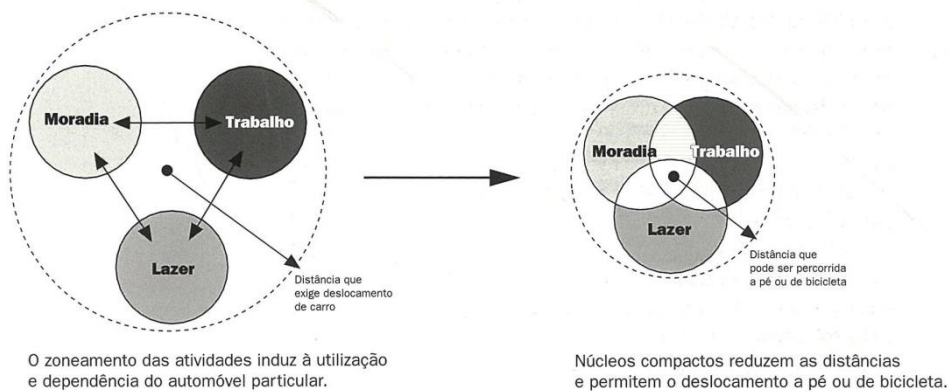 Moradia
Trabalho
Lazer
Distância que
exige deslocamento
de carro
O zoneamento das atividades induz à utilização
e dependência do automóvel particular.
Moradia
Trabalho
Lazer
Distância que
pode ser percorrida
a pé ou de bicicleta
Núcleos compactos reduzem as distâncias
e permitem o deslocamento a pé ou de bicicleta.